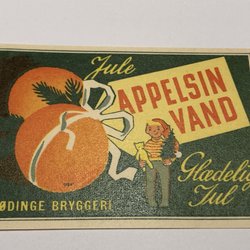 Jule
APPELSIN
VAND
Glædelig
Jul
ØDINGE BRYGGERI